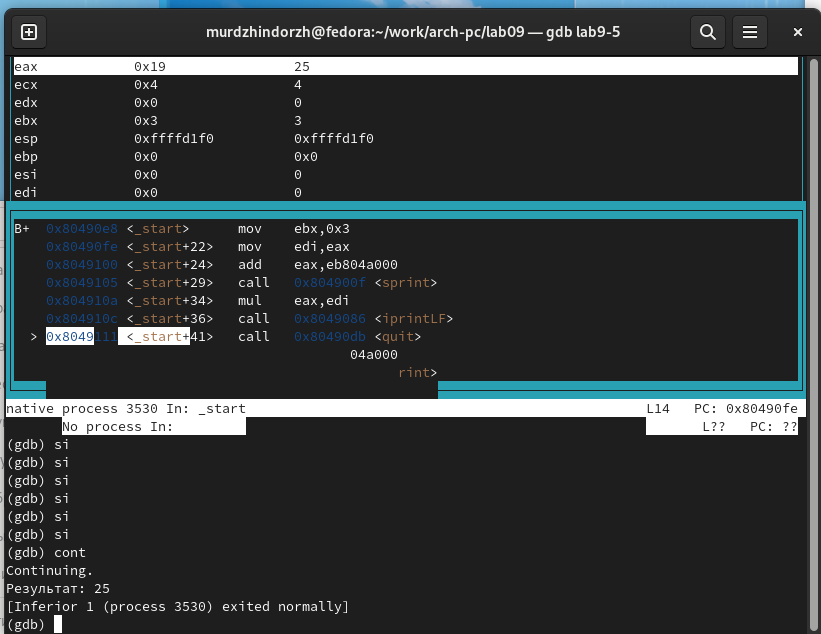 murdzhindorzh@fedora:~/work/arch-pc/lab09 — gdb lab9-5
eax 0x19 25
ecx 0x4 4
edx 0x0 0
ebx 0x3 3
esp 0xffffd1f0 0xffffd1f0
ebp 0x0 0x0
esi 0x0 0
edi 0x0 0
B+ 0x80490e8 <_start> mov ebx,0x3
0x80490fe <_start+22> mov edi,eax
0x8049100 <_start+24> add eax,eb804a000
0x8049105 <_start+29> call 0x804900f <sprint>
0x804910a <_start+34> mul eax,edi
0x804910c <_start+36> call 0x8049086 <iprintLF>
> 0x8049111 <_start+41> call 0x80490db <quit>
04a000
rint>
native process 3530 In: _start L14 PC: 0x80490fe
No process In: L?? PC: ??
(gdb) si
(gdb) si
(gdb) si
(gdb) si
(gdb) si
(gdb) si
(gdb) cont
Continuing.
Результат: 25
[Inferior 1 (process 3530) exited normally]
(gdb)